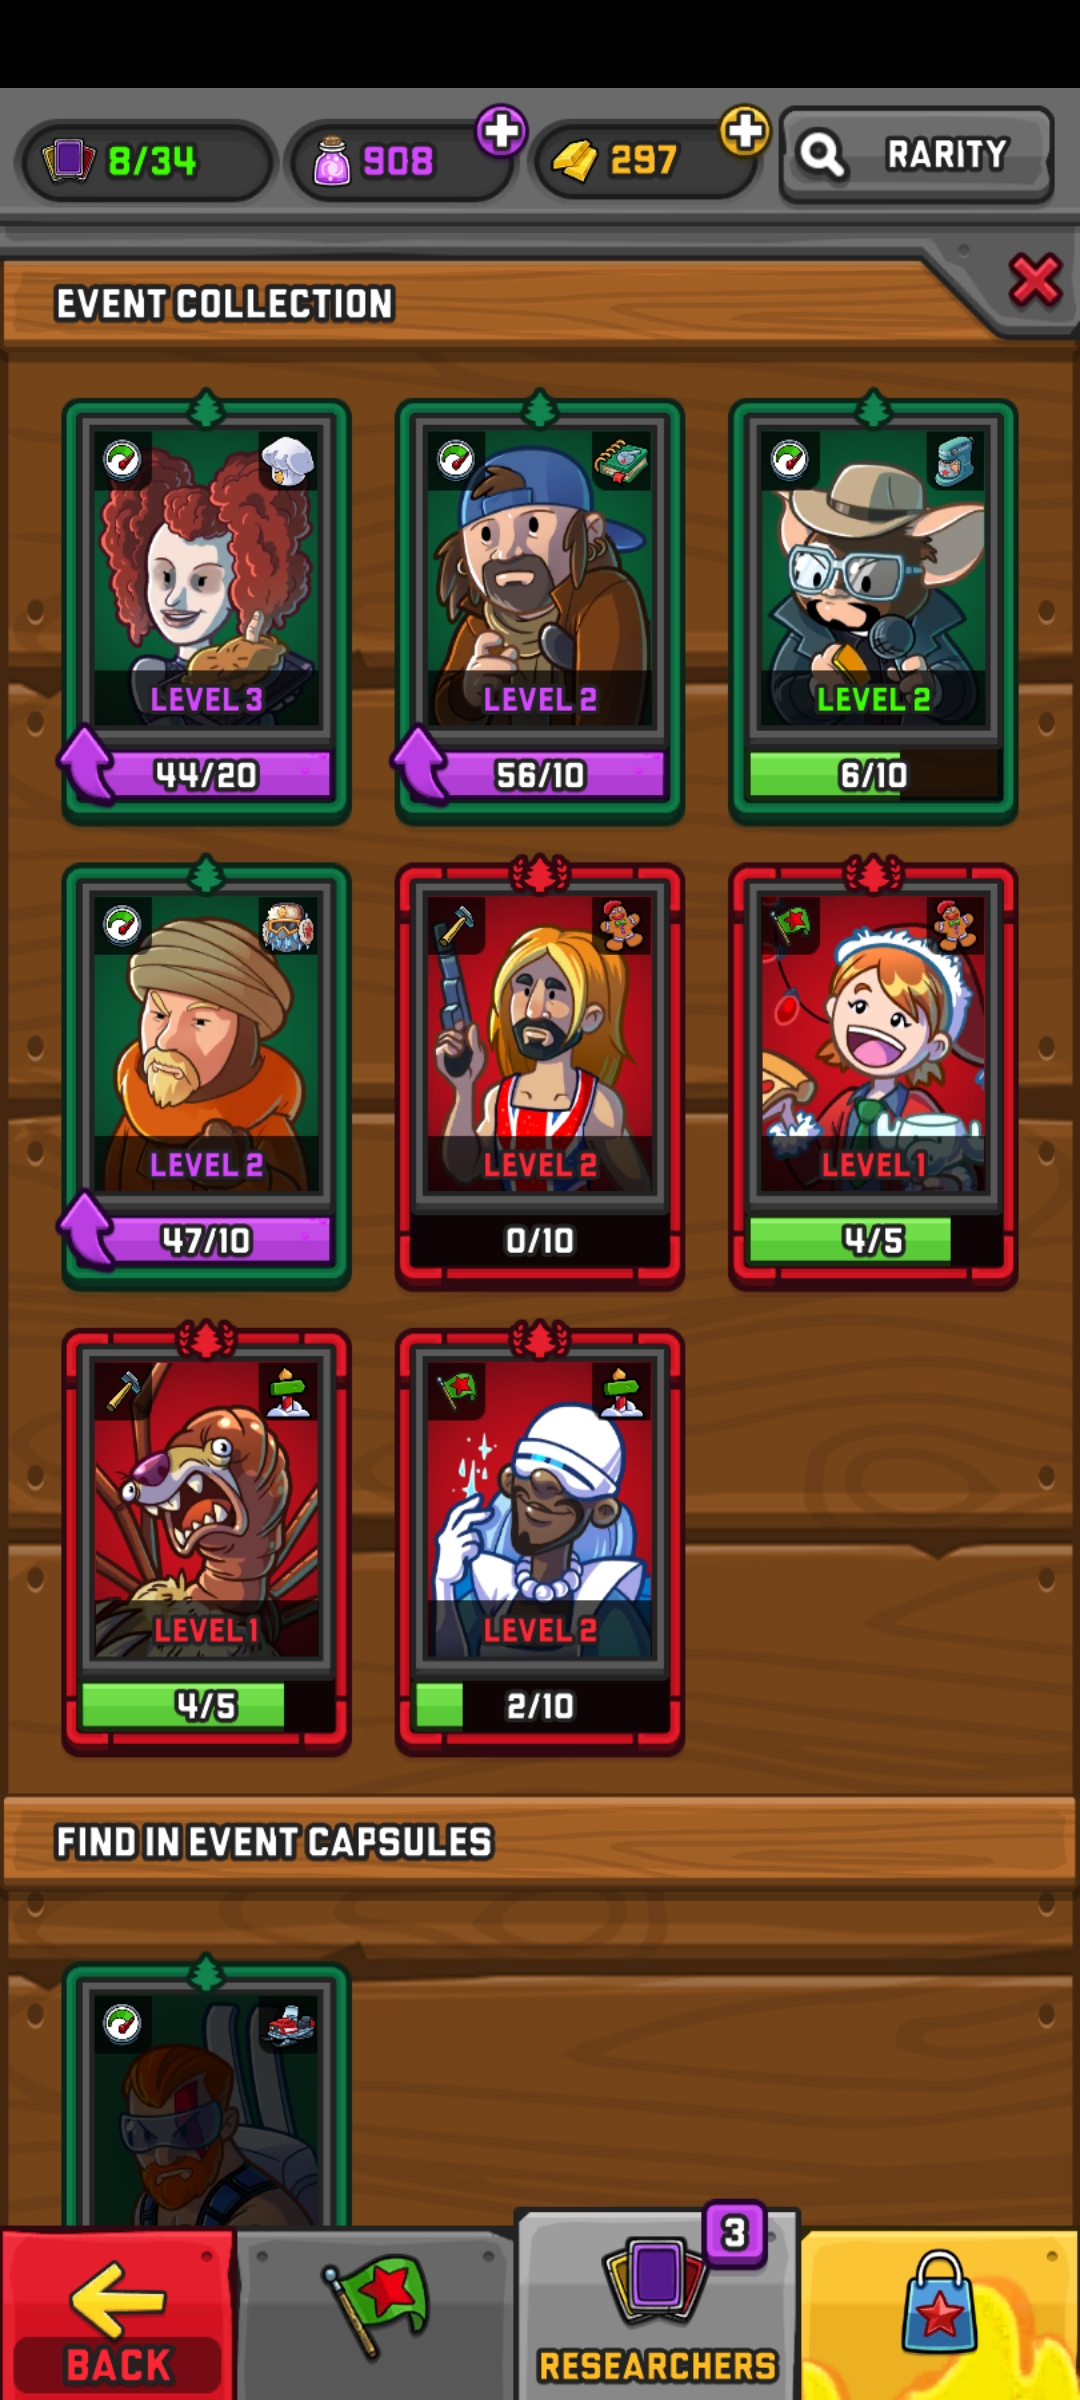 8/34 908 297 RARITY
EVENT COLLECTION
LEVEL 3 LEVEL 2 LEVEL 2
44/20 56/10 6/10
LEVEL 2 LEVEL 2 LEVEL 1
47/10 0/10 4/5
LEVEL 1 LEVEL 2
4/5 2/10
FIND IN EVENT CAPSULES
3
BACK RESEARCHERS